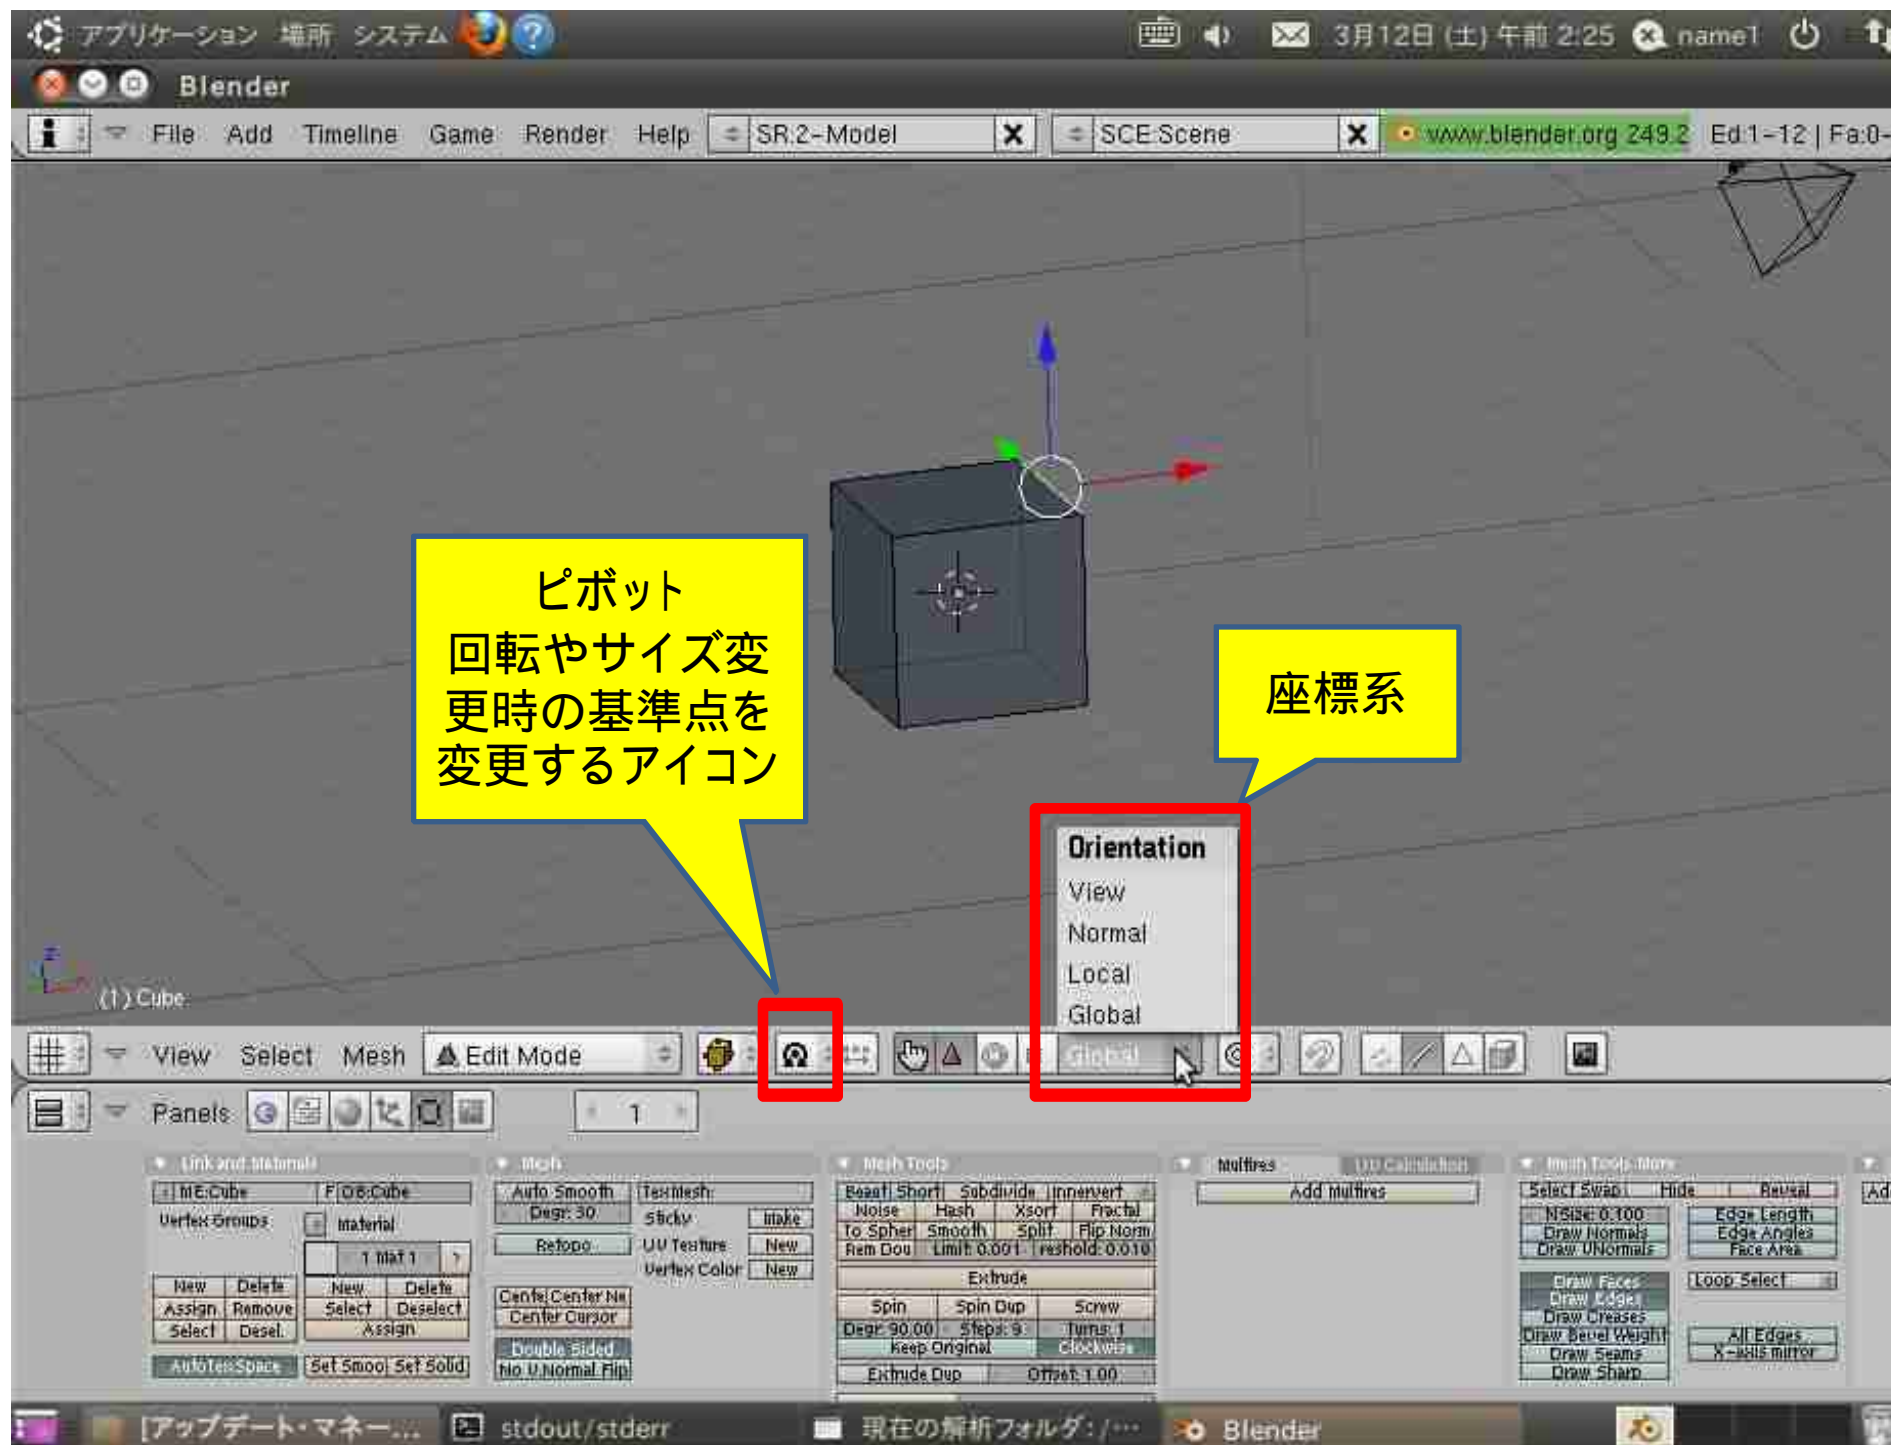 アプリケーション 場所 システム
3月12日 (土) 午前 2:25 name1
Blender
File Add Timeline Game Render Help SR:2-Model SCE:Scene www.blender.org 249.2 Ed:1-12 | Fa:0-
ピボット
回転やサイズ変
更時の基準点を
変更するアイコン
座標系
Orientation
View
Normal
Local
Global
(1) Cube
View Select Mesh Edit Mode Global
Panels 1
Link and Materials
ME:Cube F OB:Cube
Vertex Groups Material
1 Mat 1 ?
New Delete New Delete
Assign Remove Select Deselect
Select Desel. Assign
AutoTexSpace Set Smoo Set Solid
Mesh
Auto Smooth TexMesh:
Degr: 30 Sticky Make
Retopo UV Texture New
Vertex Color New
Cente Center Ne
Center Cursor
Double Sided
No V.Normal Flip
Mesh Tools
Beaut Short Subdivide Innervert
Noise Hash Xsort Fractal
To Spher Smooth Split Flip Norm
Rem Dou Limit: 0.001 reshold: 0.010
Extrude
Spin Spin Dup Screw
Degr: 90.00 Steps: 9 Turns: 1
Keep Original Clockwise
Extrude Dup Offset: 1.00
Multires UV Calculation
Add Multires
Mesh Tools More
Select Swap Hide Reveal
NSize: 0.100 Edge Length
Draw Normals Edge Angles
Draw VNormals Face Area
Draw Faces Loop Select
Draw Edges
Draw Creases
Draw Bevel Weight All Edges
Draw Seams X-axis mirror
Draw Sharp
Ad
[アップデート・マネー... stdout/stderr 現在の解析フォルダ:/… Blender